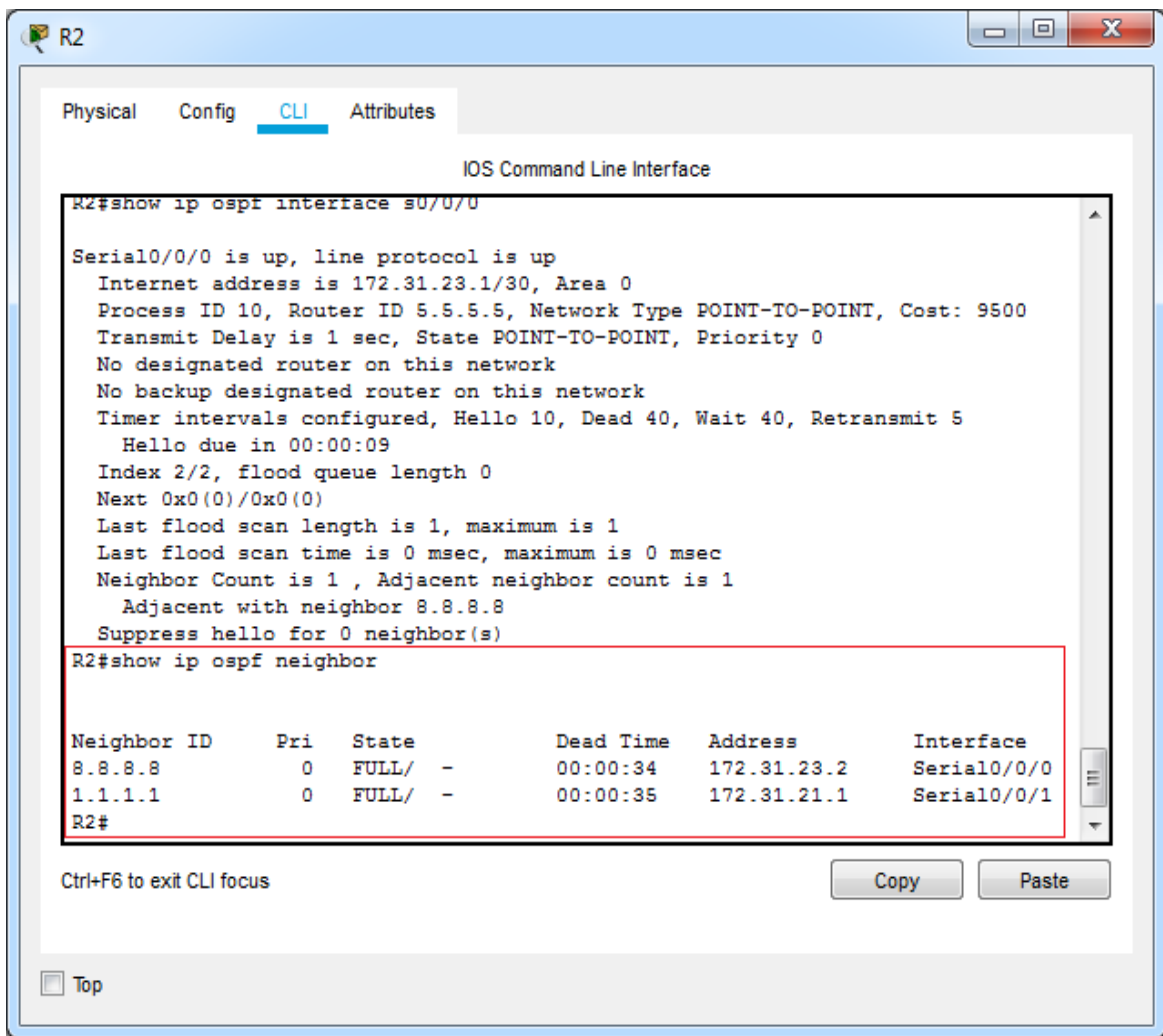 R2
Physical Config CLI Attributes
IOS Command Line Interface
R2#show ip ospf interface s0/0/0
Serial0/0/0 is up, line protocol is up
  Internet address is 172.31.23.1/30, Area 0
  Process ID 10, Router ID 5.5.5.5, Network Type POINT-TO-POINT, Cost: 9500
  Transmit Delay is 1 sec, State POINT-TO-POINT, Priority 0
  No designated router on this network
  No backup designated router on this network
  Timer intervals configured, Hello 10, Dead 40, Wait 40, Retransmit 5
    Hello due in 00:00:09
  Index 2/2, flood queue length 0
  Next 0x0(0)/0x0(0)
  Last flood scan length is 1, maximum is 1
  Last flood scan time is 0 msec, maximum is 0 msec
  Neighbor Count is 1 , Adjacent neighbor count is 1
    Adjacent with neighbor 8.8.8.8
  Suppress hello for 0 neighbor(s)
R2#show ip ospf neighbor
Neighbor ID     Pri   State           Dead Time   Address         Interface
8.8.8.8           0   FULL/  -        00:00:34    172.31.23.2     Serial0/0/0
1.1.1.1           0   FULL/  -        00:00:35    172.31.21.1     Serial0/0/1
R2#
Ctrl+F6 to exit CLI focus
Copy Paste
Top